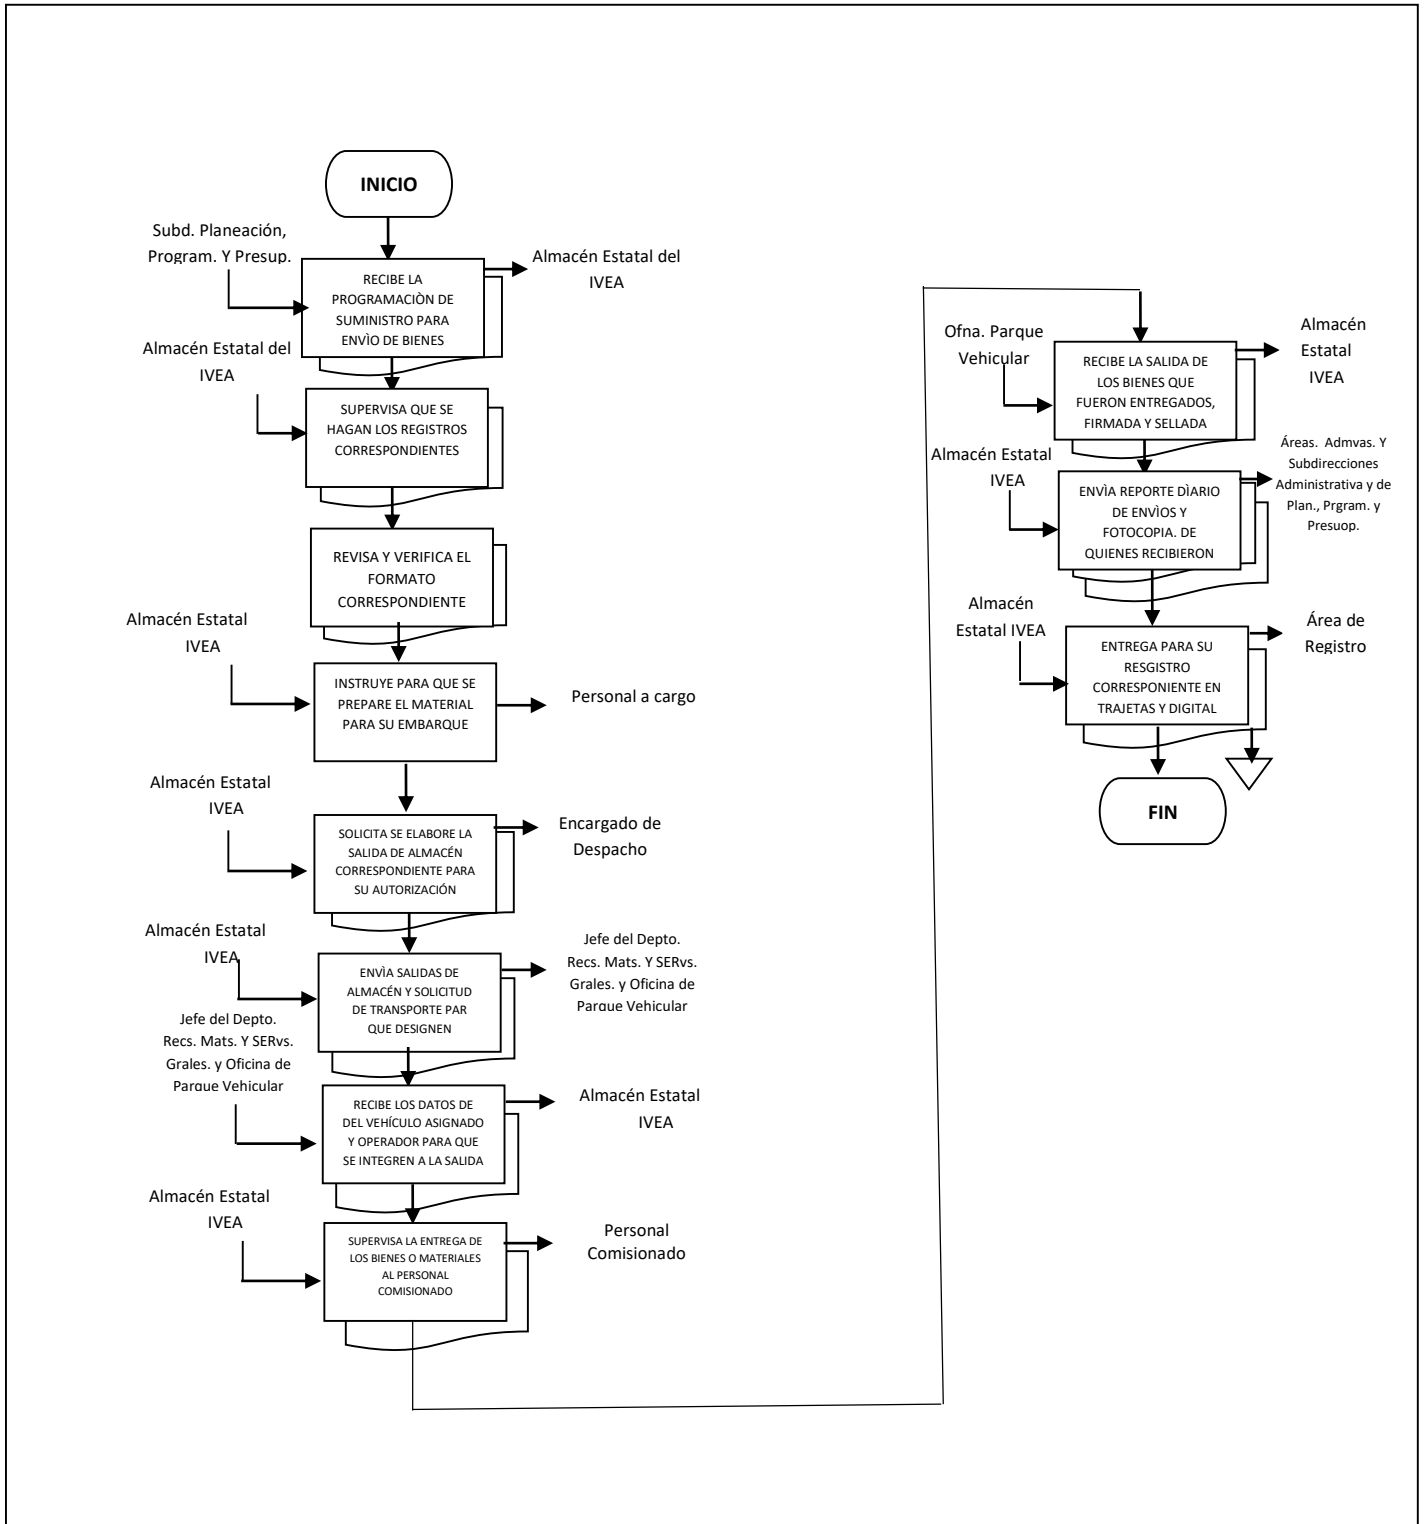 INICIO
Subd. Planeación,
Program. Y Presup.
Almacén Estatal del
IVEA
RECIBE LA
PROGRAMACIÒN DE
SUMINISTRO PARA
ENVÌO DE BIENES
Almacén Estatal del
IVEA
SUPERVISA QUE SE
HAGAN LOS REGISTROS
CORRESPONDIENTES
REVISA Y VERIFICA EL
FORMATO
CORRESPONDIENTE
Almacén Estatal
IVEA
INSTRUYE PARA QUE SE
PREPARE EL MATERIAL
PARA SU EMBARQUE
Personal a cargo
Almacén Estatal
IVEA
SOLICITA SE ELABORE LA
SALIDA DE ALMACÉN
CORRESPONDIENTE PARA
SU AUTORIZACIÓN
Encargado de
Despacho
Almacén Estatal
IVEA
ENVÌA SALIDAS DE
ALMACÉN Y SOLICITUD
DE TRANSPORTE PAR
QUE DESIGNEN
Jefe del Depto.
Recs. Mats. Y SERvs.
Grales. y Oficina de
Parque Vehicular
Jefe del Depto.
Recs. Mats. Y SERvs.
Grales. y Oficina de
Parque Vehicular
RECIBE LOS DATOS DE
DEL VEHÍCULO ASIGNADO
Y OPERADOR PARA QUE
SE INTEGREN A LA SALIDA
Almacén Estatal
IVEA
Almacén Estatal
IVEA
SUPERVISA LA ENTREGA DE
LOS BIENES O MATERIALES
AL PERSONAL
COMISIONADO
Personal
Comisionado
Ofna. Parque
Vehicular
RECIBE LA SALIDA DE
LOS BIENES QUE
FUERON ENTREGADOS,
FIRMADA Y SELLADA
Almacén
Estatal
IVEA
Almacén Estatal
IVEA
ENVÌA REPORTE DÌARIO
DE ENVÌOS Y
FOTOCOPIA. DE
QUIENES RECIBIERON
Áreas. Admvas. Y
Subdirecciones
Administrativa y de
Plan., Prgram. y
Presuop.
Almacén
Estatal IVEA
ENTREGA PARA SU
RESGISTRO
CORRESPONIENTE EN
TRAJETAS Y DIGITAL
Área de
Registro
FIN